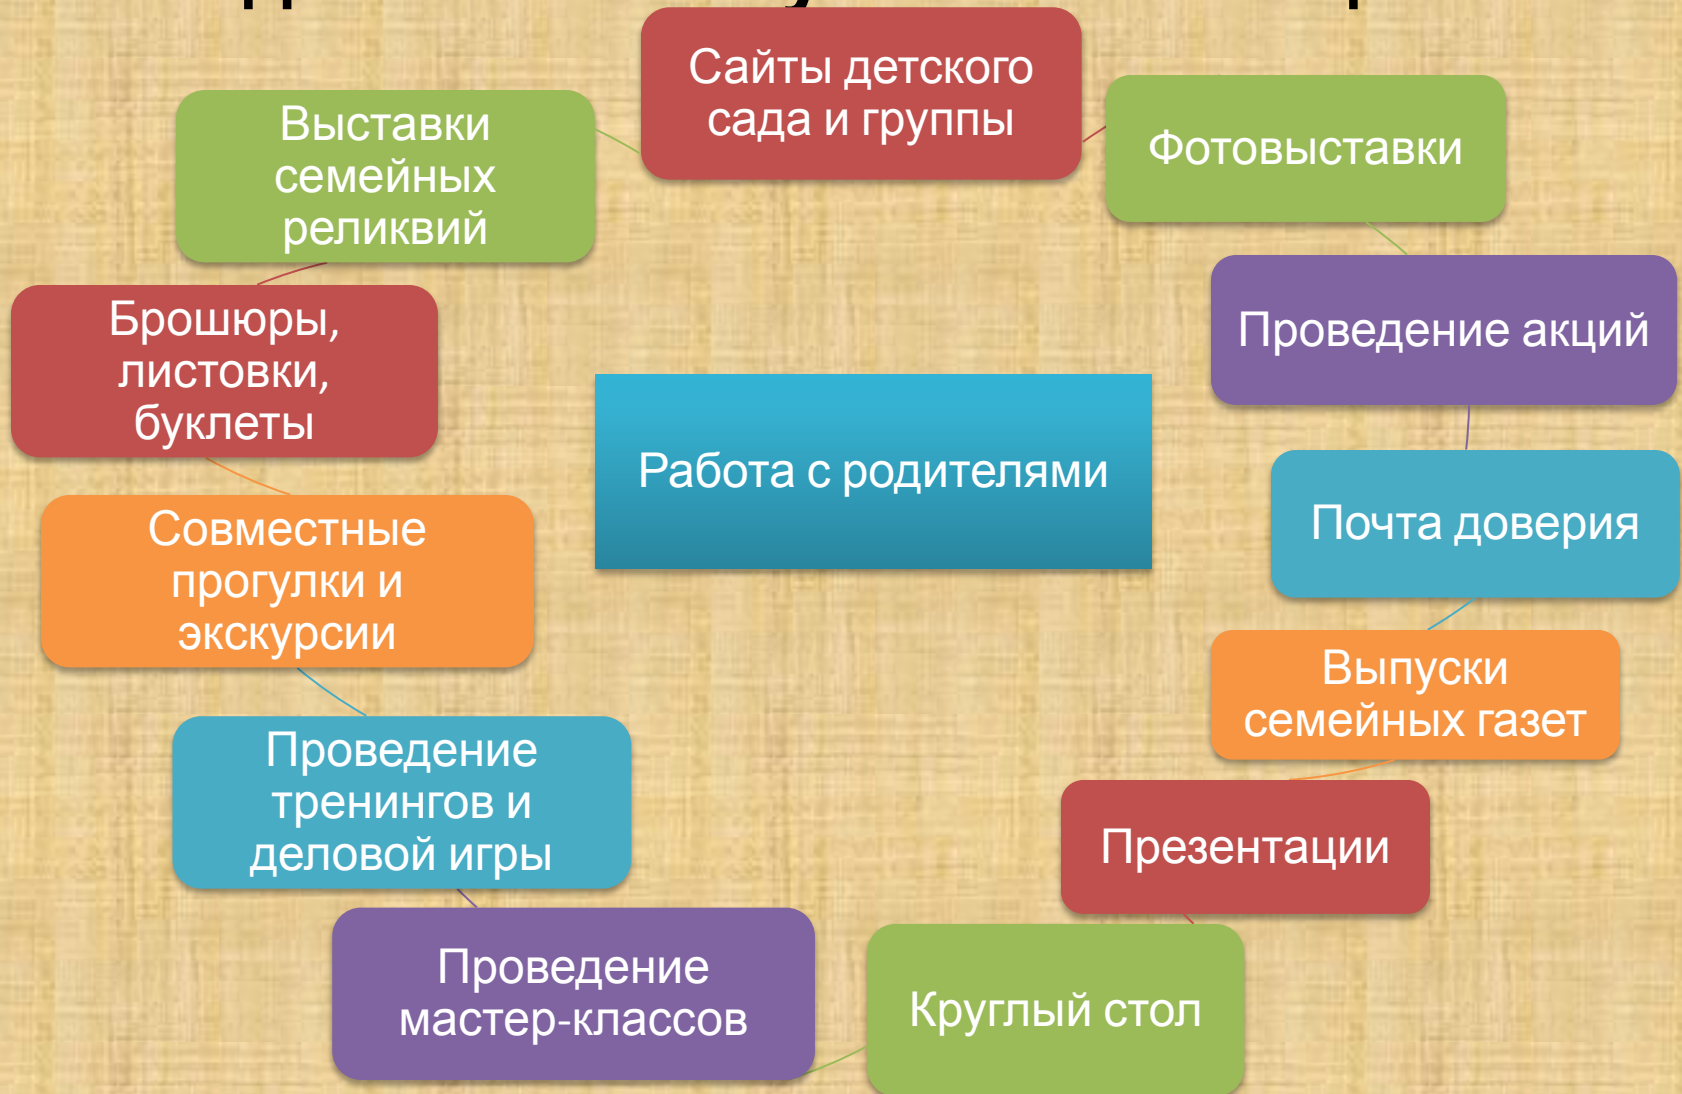 Сайты детского
сада и группы
Фотовыставки
Проведение акций
Почта доверия
Выпуски
семейных газет
Презентации
Круглый стол
Проведение
мастер-классов
Проведение
тренингов и
деловой игры
Совместные
прогулки и
экскурсии
Брошюры,
листовки,
буклеты
Выставки
семейных
реликвий
Работа с родителями